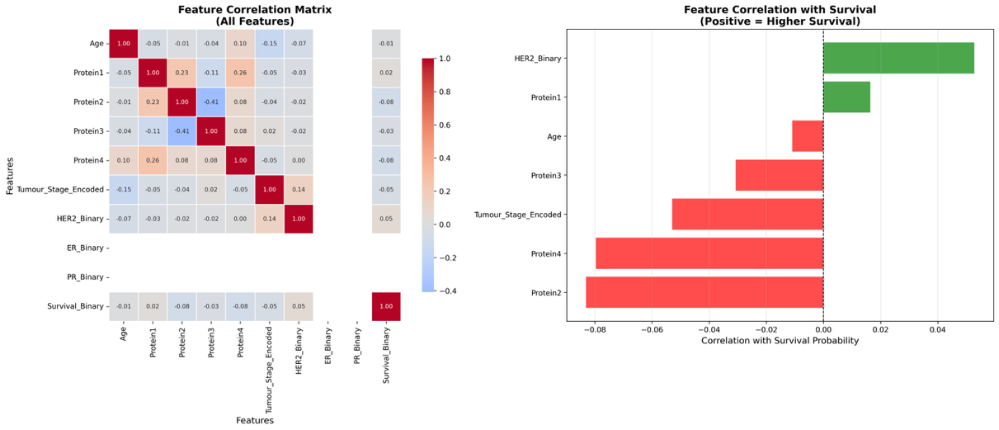 Feature Correlation Matrix
(All Features)
Features
Age 1.00 -0.05 -0.01 -0.04 0.10 -0.15 -0.07 -0.01
Protein1 -0.05 1.00 0.23 -0.11 0.26 -0.05 -0.03 0.02
Protein2 -0.01 0.23 1.00 -0.41 0.08 -0.04 -0.02 -0.08
Protein3 -0.04 -0.11 -0.41 1.00 0.08 0.02 -0.02 -0.03
Protein4 0.10 0.26 0.08 0.08 1.00 -0.05 0.00 -0.08
Tumour_Stage_Encoded -0.15 -0.05 -0.04 0.02 -0.05 1.00 0.14 -0.05
HER2_Binary -0.07 -0.03 -0.02 -0.02 0.00 0.14 1.00 0.05
ER_Binary
PR_Binary
Survival_Binary -0.01 0.02 -0.08 -0.03 -0.08 -0.05 0.05 1.00
Age
Protein1
Protein2
Protein3
Protein4
Tumour_Stage_Encoded
HER2_Binary
ER_Binary
PR_Binary
Survival_Binary
Features
1.0
0.8
0.6
0.4
0.2
0.0
−0.2
−0.4
Feature Correlation with Survival
(Positive = Higher Survival)
HER2_Binary
Protein1
Age
Protein3
Tumour_Stage_Encoded
Protein4
Protein2
−0.08 −0.06 −0.04 −0.02 0.00 0.02 0.04
Correlation with Survival Probability